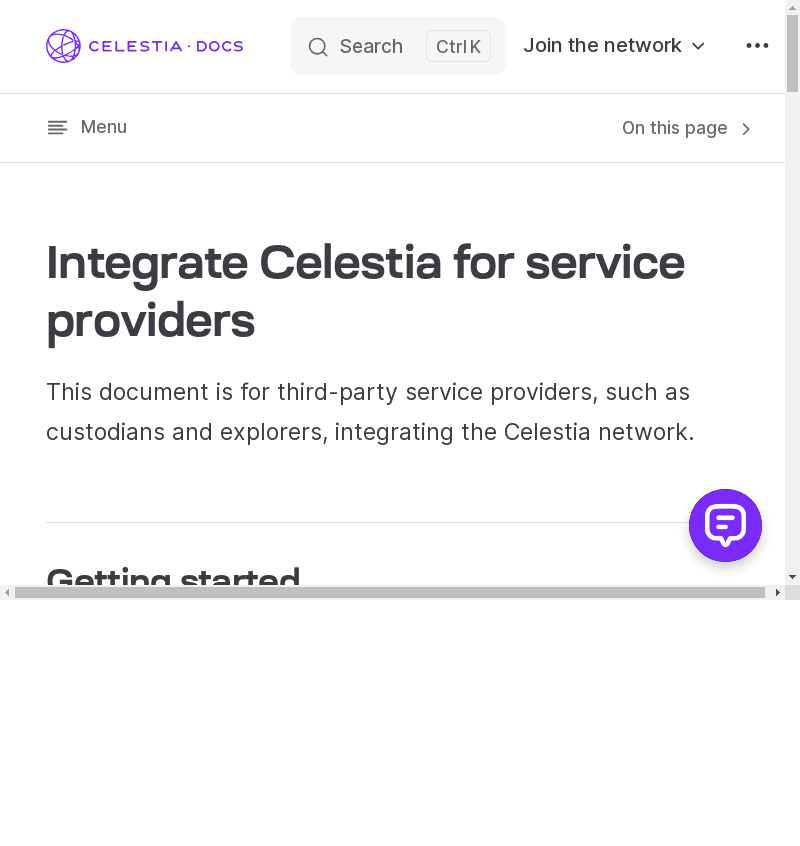 CELESTIA · DOCS
Search
Ctrl K
Join the network
Menu
On this page
Integrate Celestia for service
providers
This document is for third-party service providers, such as
custodians and explorers, integrating the Celestia network.
Getting started